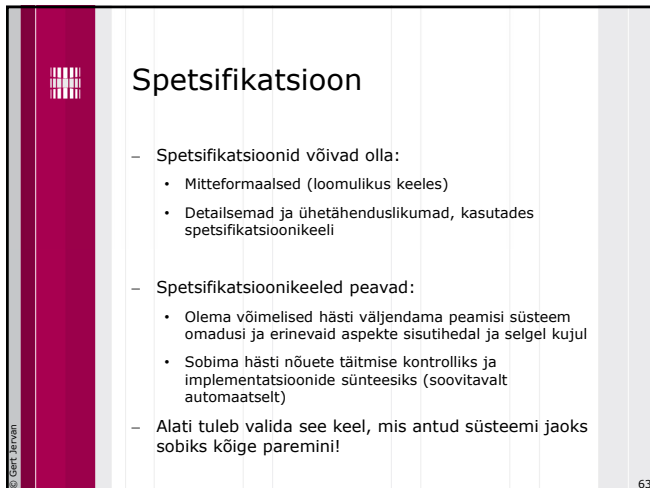 Spetsifikatsioon
– Spetsifikatsioonid võivad olla:
• Mitteformaalsed (loomulikus keeles)
• Detailsemad ja ühetähenduslikumad, kasutades
spetsifikatsioonikeeli
– Spetsifikatsioonikeeled peavad:
• Olema võimelised hästi väljendama peamisi süsteem
omadusi ja erinevaid aspekte sisutihedal ja selgel kujul
• Sobima hästi nõuete täitmise kontrolliks ja
implementatsioonide sünteesiks (soovitavalt
automaatselt)
– Alati tuleb valida see keel, mis antud süsteemi jaoks
sobiks kõige paremini!
© Gert Jervan
63